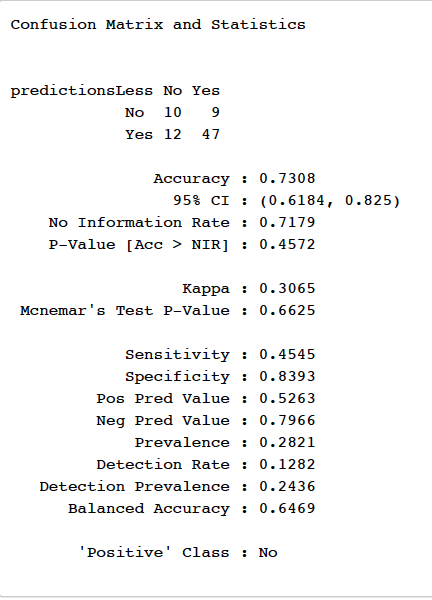 Confusion Matrix and Statistics
predictionsLess No Yes
No 10 9
Yes 12 47
Accuracy : 0.7308
95% CI : (0.6184, 0.825)
No Information Rate : 0.7179
P-Value [Acc > NIR] : 0.4572
Kappa : 0.3065
Mcnemar's Test P-Value : 0.6625
Sensitivity : 0.4545
Specificity : 0.8393
Pos Pred Value : 0.5263
Neg Pred Value : 0.7966
Prevalence : 0.2821
Detection Rate : 0.1282
Detection Prevalence : 0.2436
Balanced Accuracy : 0.6469
'Positive' Class : No